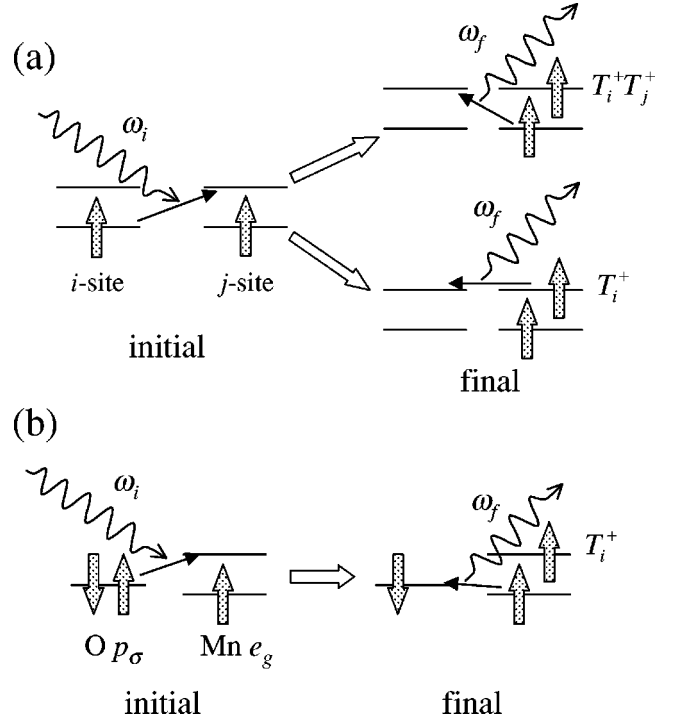 (a)
ω_f
T_i^+ T_j^+
ω_i
i-site
j-site
ω_f
T_i^+
initial
final
(b)
ω_i
ω_f
T_i^+
O p_σ
Mn e_g
initial
final